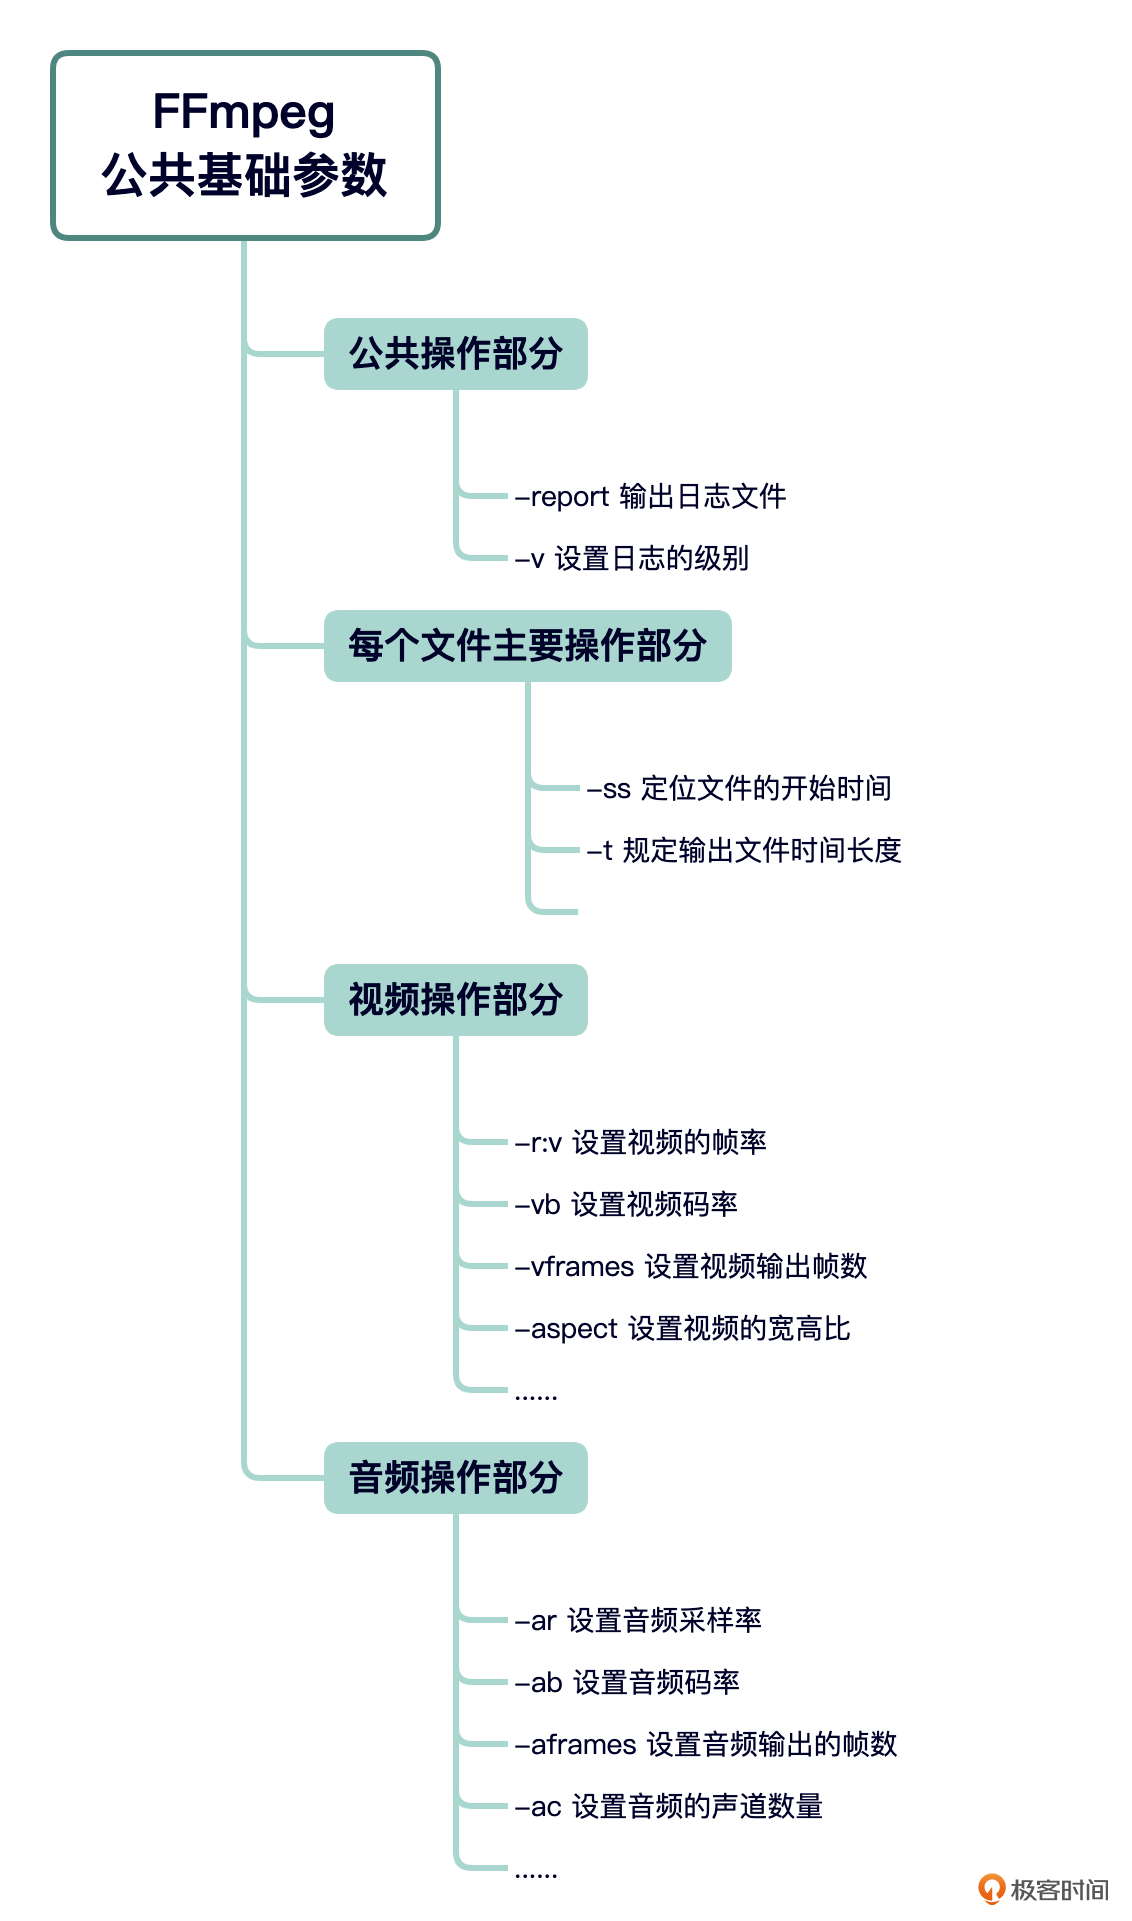 FFmpeg
公共基础参数
公共操作部分
-report 输出日志文件
-v 设置日志的级别
每个文件主要操作部分
-ss 定位文件的开始时间
-t 规定输出文件时间长度
视频操作部分
-r:v 设置视频的帧率
-vb 设置视频码率
-vframes 设置视频输出帧数
-aspect 设置视频的宽高比
……
音频操作部分
-ar 设置音频采样率
-ab 设置音频码率
-aframes 设置音频输出的帧数
-ac 设置音频的声道数量
……
极客时间